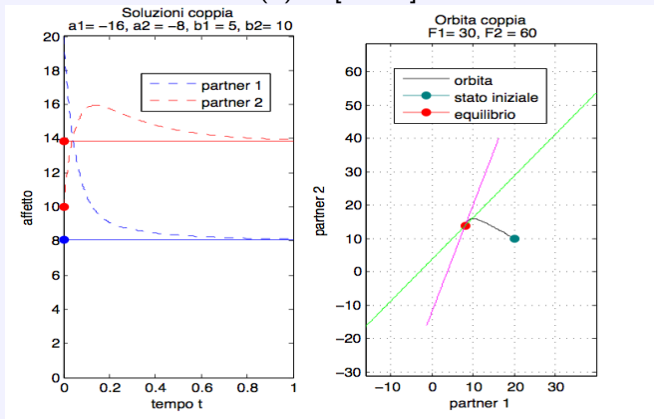 Soluzioni coppia
a1= −16, a2 = −8, b1 = 5, b2= 10
20
18
16
14
12
10
8
6
4
2
0
affetto
partner 1
partner 2
0
0.2
0.4
0.6
0.8
1
tempo t
Orbita coppia
F1= 30, F2 = 60
60
50
40
30
20
10
0
−10
−20
−30
partner 2
orbita
stato iniziale
equilibrio
−10
0
10
20
30
partner 1